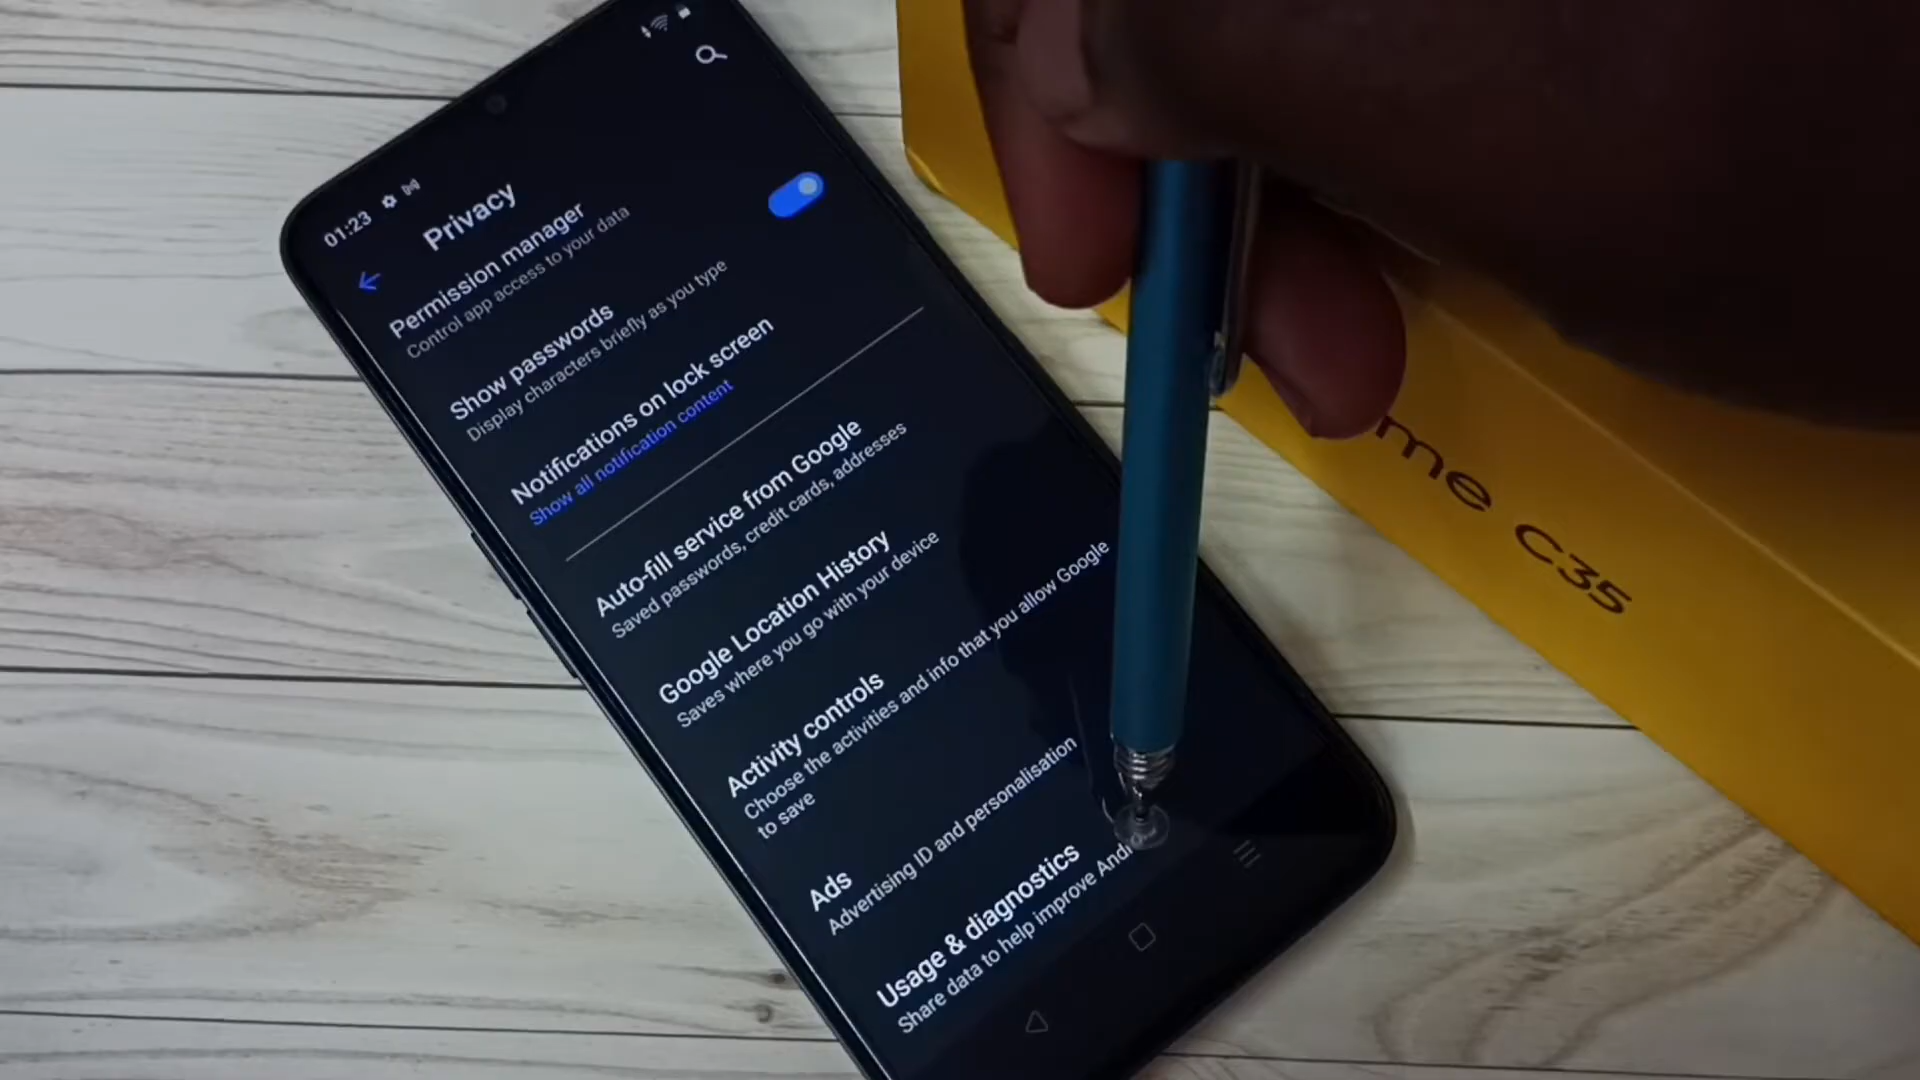 01:23
Privacy
Permission manager
Control app access to your data
Show passwords
Display characters briefly as you type
Notifications on lock screen
Show all notification content
Auto-fill service from Google
Saved passwords, credit cards, addresses
Google Location History
Saves where you go with your device
Activity controls
Choose the activities and info that you allow Google
to save
Ads
Advertising ID and personalisation
Usage & diagnostics
Share data to help improve
C35